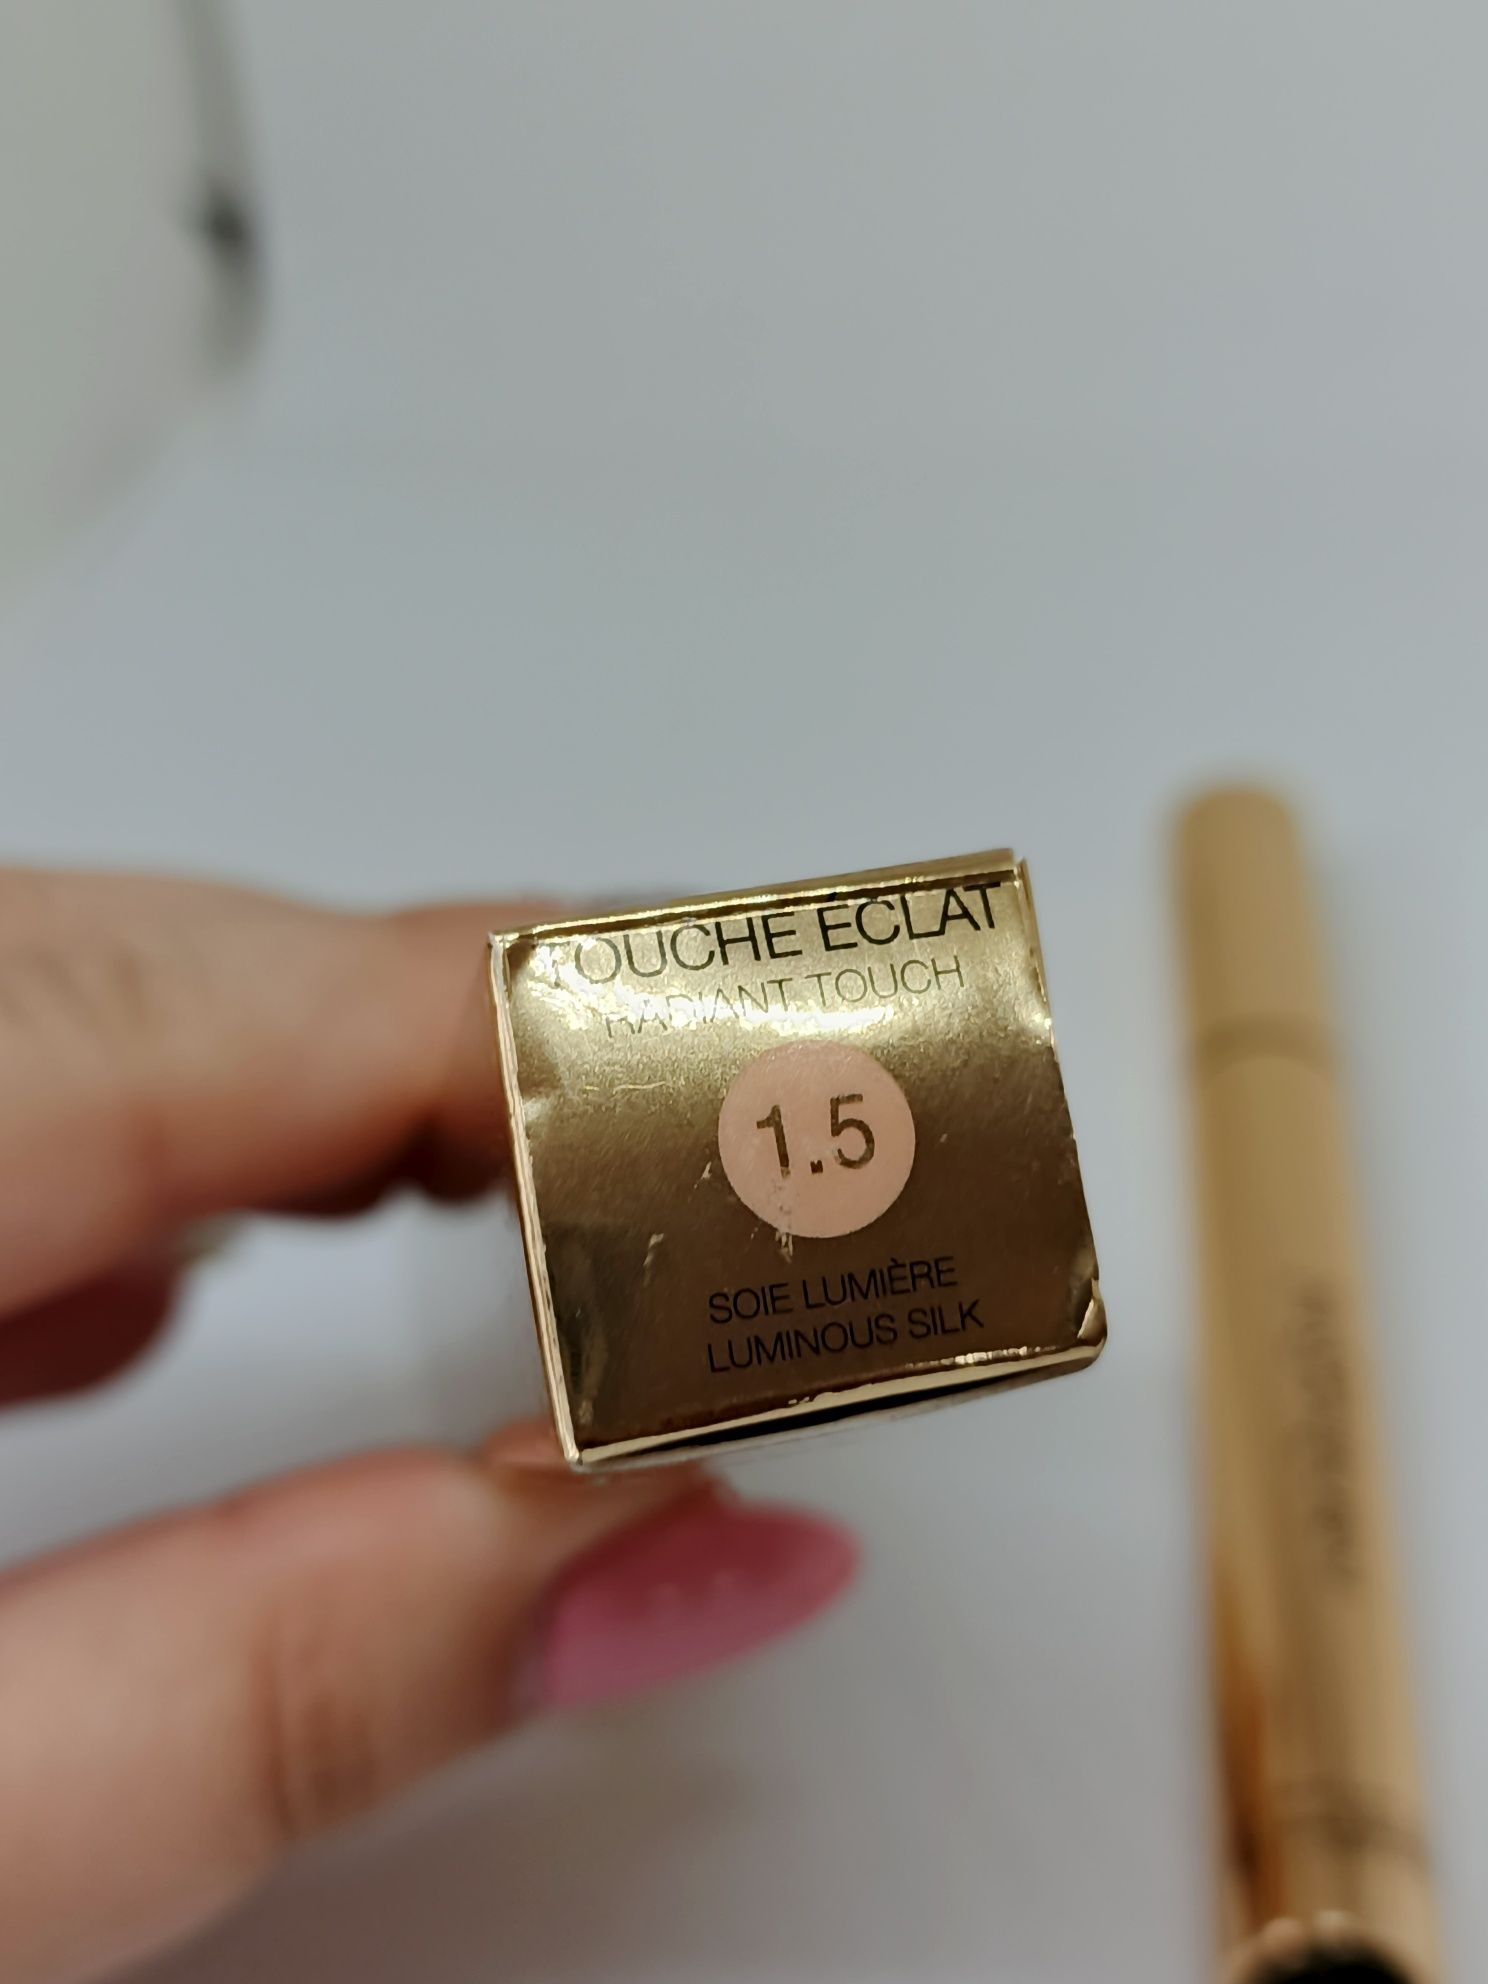 TOUCHE ÉCLAT
RADIANT TOUCH
1.5
SOIE LUMIÈRE
LUMINOUS SILK